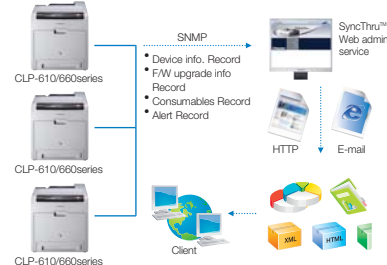 SNMP
• Device info. Record
• F/W upgrade info
Record
• Consumables Record
• Alert Record
SyncThru™
Web admin
service
CLP-610/660series
CLP-610/660series
CLP-610/660series
HTTP
E-mail
Client
XML
HTML